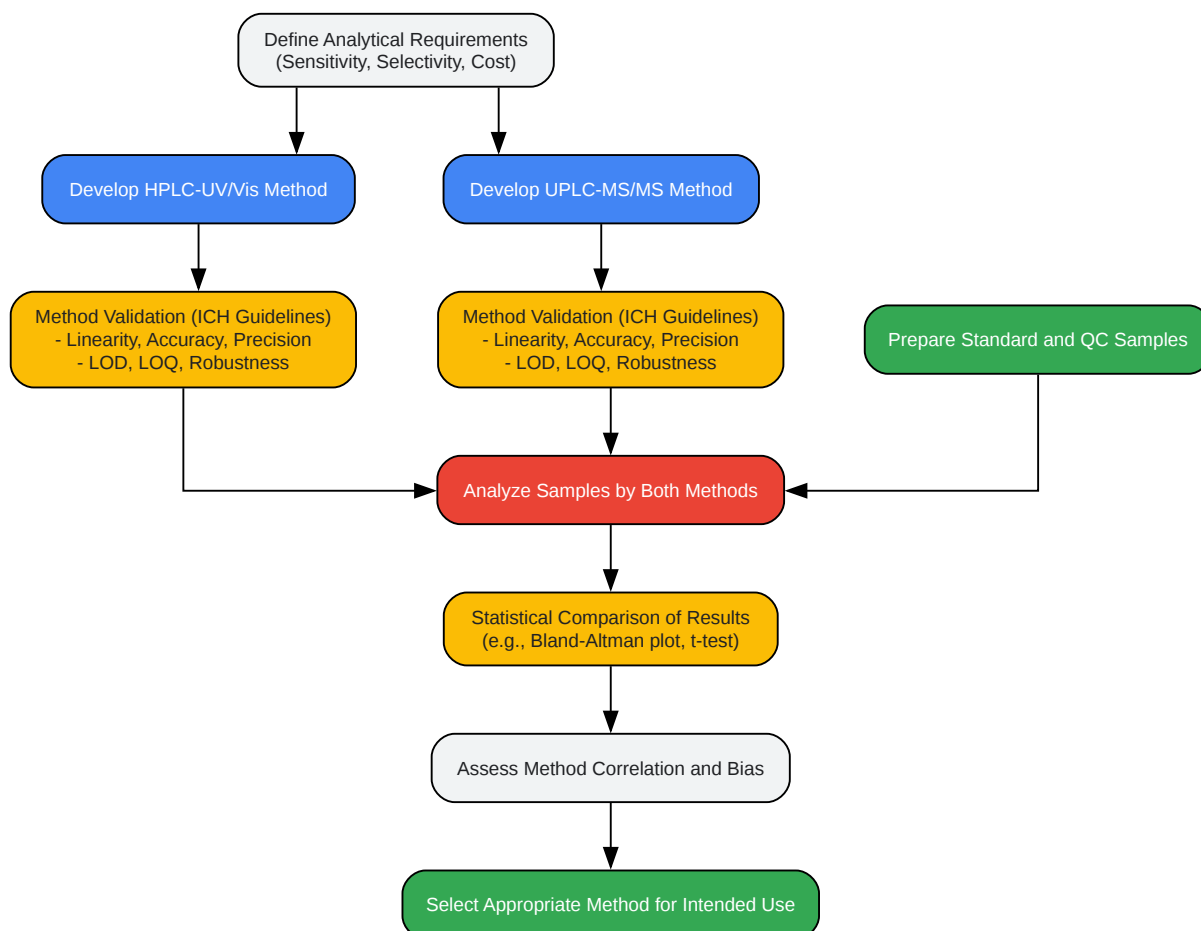 Define Analytical Requirements
(Sensitivity, Selectivity, Cost)
Develop HPLC-UV/Vis Method
Develop UPLC-MS/MS Method
Method Validation (ICH Guidelines)
- Linearity, Accuracy, Precision
- LOD, LOQ, Robustness
Method Validation (ICH Guidelines)
- Linearity, Accuracy, Precision
- LOD, LOQ, Robustness
Prepare Standard and QC Samples
Analyze Samples by Both Methods
Statistical Comparison of Results
(e.g., Bland-Altman plot, t-test)
Assess Method Correlation and Bias
Select Appropriate Method for Intended Use